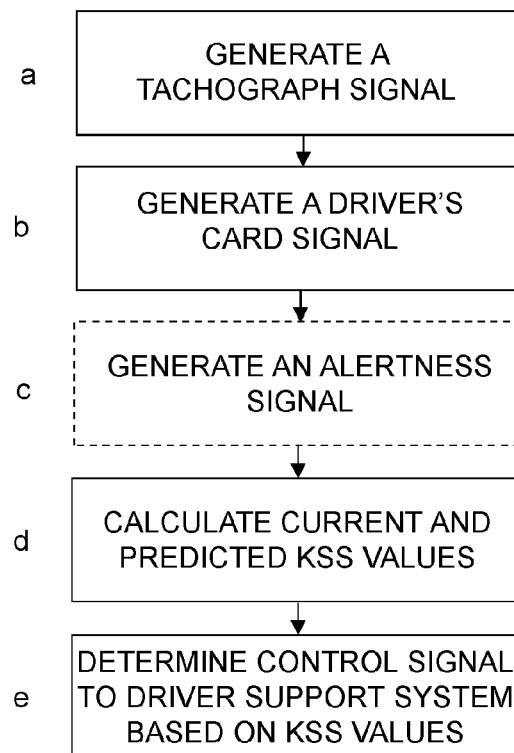 a
GENERATE A
TACHOGRAPH SIGNAL
b
GENERATE A DRIVER'S
CARD SIGNAL
c
GENERATE AN ALERTNESS
SIGNAL
d
CALCULATE CURRENT AND
PREDICTED KSS VALUES
e
DETERMINE CONTROL SIGNAL
TO DRIVER SUPPORT SYSTEM
BASED ON KSS VALUES